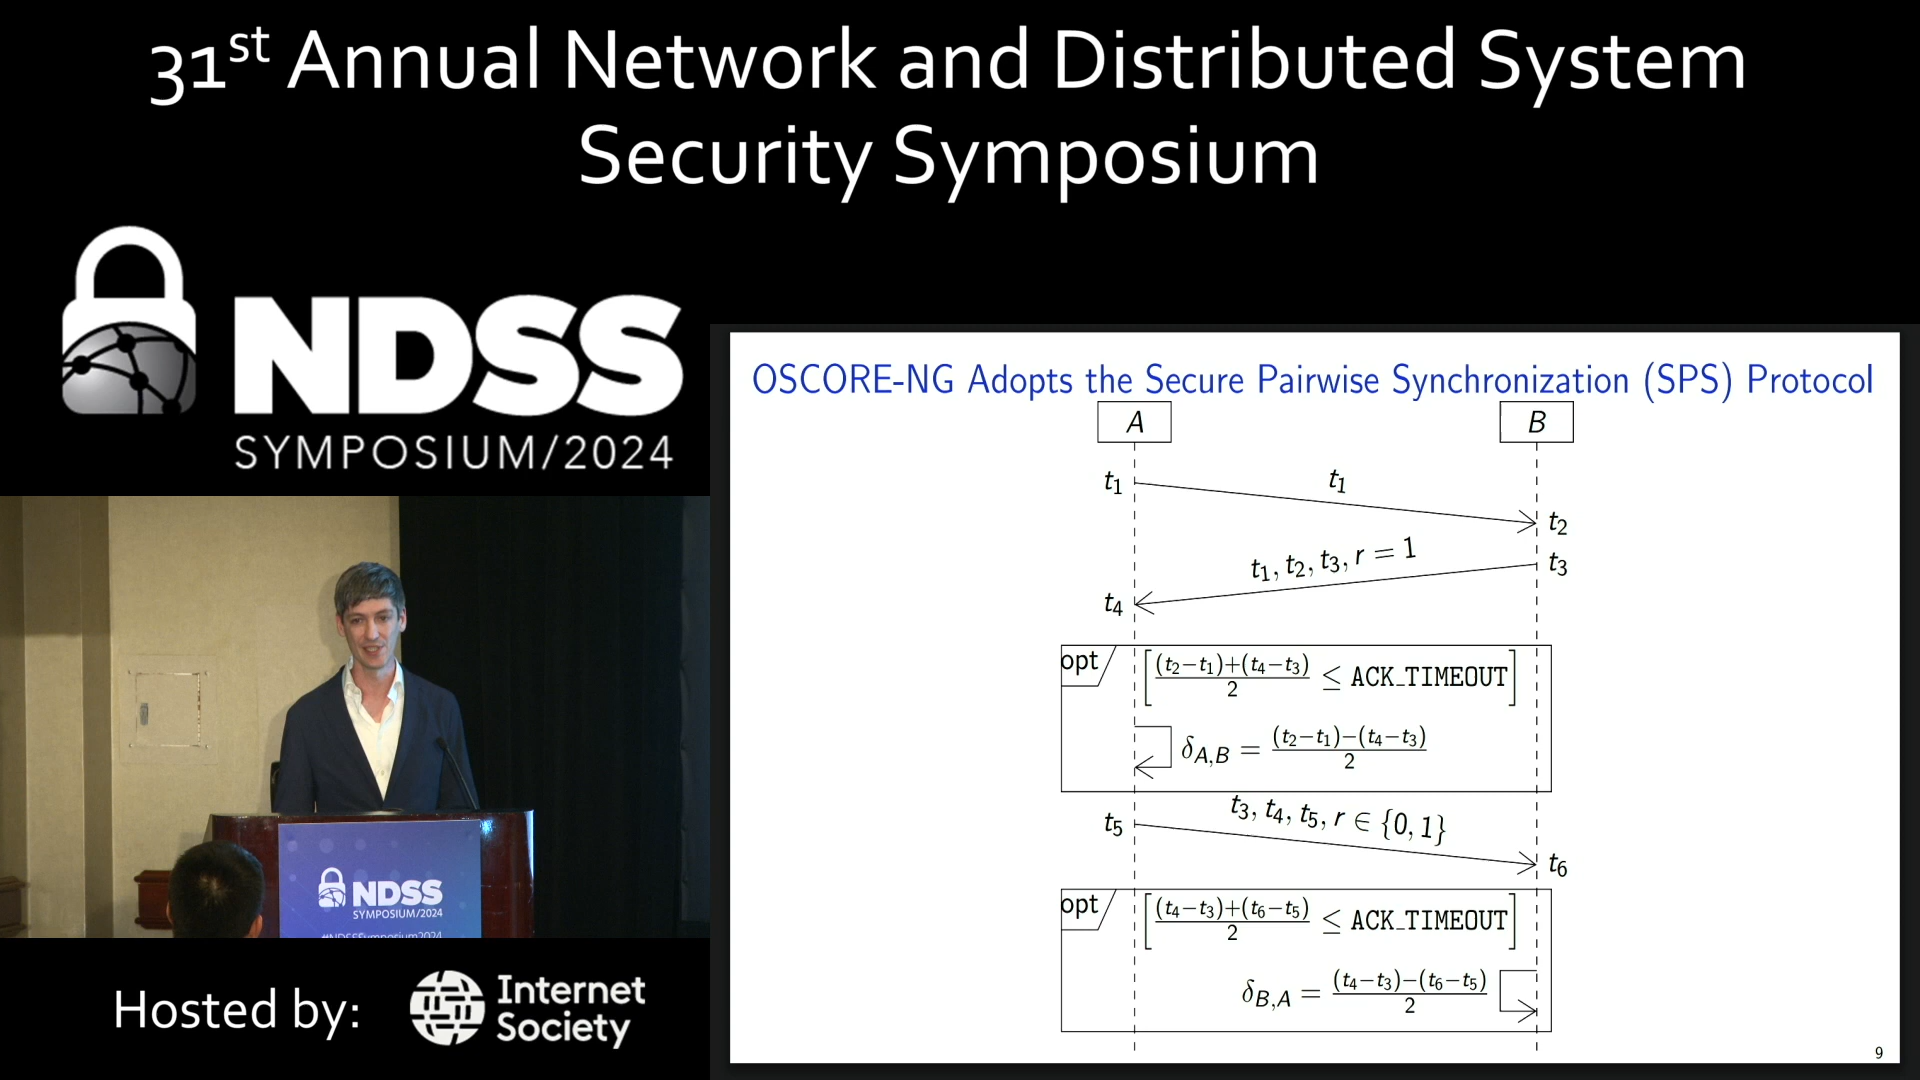 31st Annual Network and Distributed System
Security Symposium
NDSS
SYMPOSIUM/2024
OSCORE-NG Adopts the Secure Pairwise Synchronization (SPS) Protocol
A B
t1 t1
t2
t1, t2, t3, r = 1
t3
t4
opt [(t2−t1)+(t4−t3) / 2 ≤ ACK_TIMEOUT]
δA,B = (t2−t1)−(t4−t3) / 2
t3, t4, t5, r ∈ {0, 1}
t5
t6
opt [(t4−t3)+(t6−t5) / 2 ≤ ACK_TIMEOUT]
δB,A = (t4−t3)−(t6−t5) / 2
9
NDSS
SYMPOSIUM/2024
#NDSSSymposium2024
Hosted by:
Internet
Society